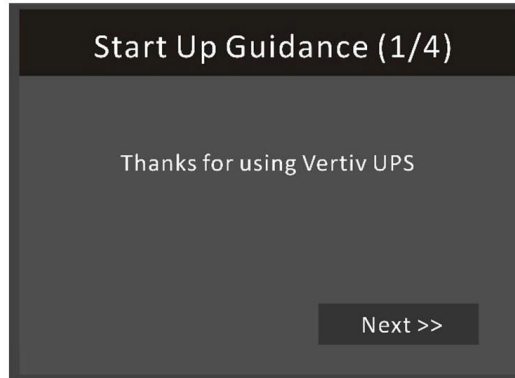 Start Up Guidance (1/4)
Thanks for using Vertiv UPS
Next >>